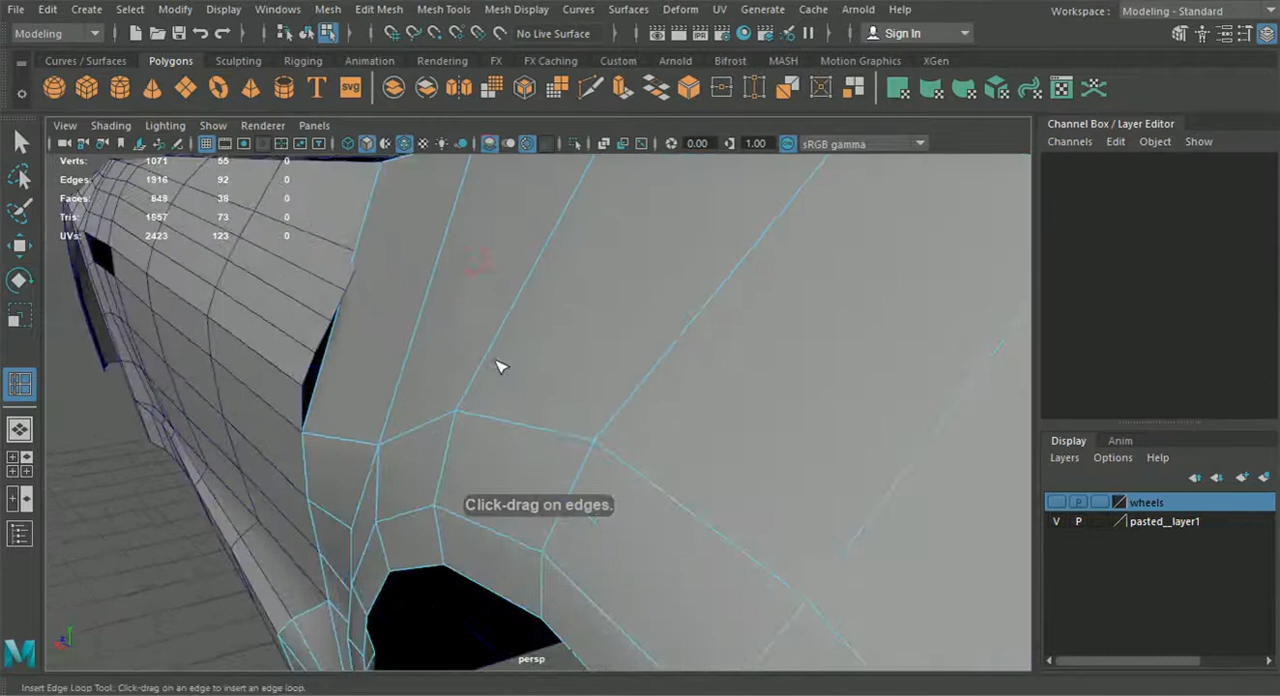 File Edit Create Select Modify Display Windows Mesh Edit Mesh Mesh Tools Mesh Display Curves Surfaces Deform UV Generate Cache Arnold Help Workspace: Modeling - Standard
Modeling No Live Surface Sign In
Curves / Surfaces Polygons Sculpting Rigging Animation Rendering FX FX Caching Custom Arnold Bifrost MASH Motion Graphics XGen
T svg
View Shading Lighting Show Renderer Panels
0.00 1.00 sRGB gamma
Verts: 1071 55 0
Edges: 1916 92 0
Faces: 848 38 0
Tris: 1857 73 0
UVs: 2423 123 0
Click-drag on edges.
persp
Channel Box / Layer Editor
Channels Edit Object Show
Display Anim
Layers Options Help
P wheels
V P pasted__layer1
M
Insert Edge Loop Tool: Click-drag on an edge to insert an edge loop.